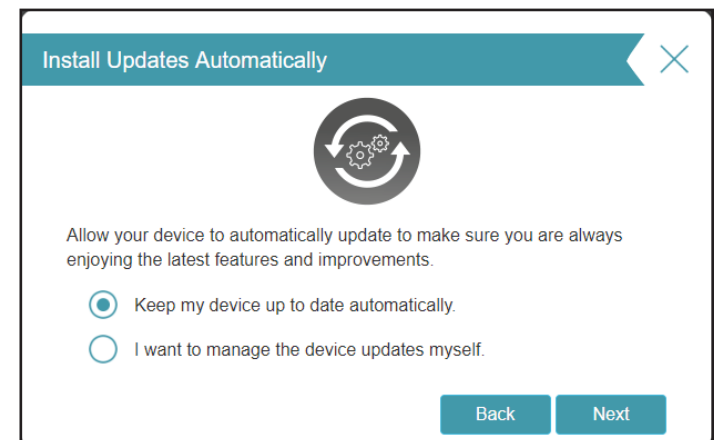 Install Updates Automatically
Allow your device to automatically update to make sure you are always
enjoying the latest features and improvements.
Keep my device up to date automatically.
I want to manage the device updates myself.
Back Next